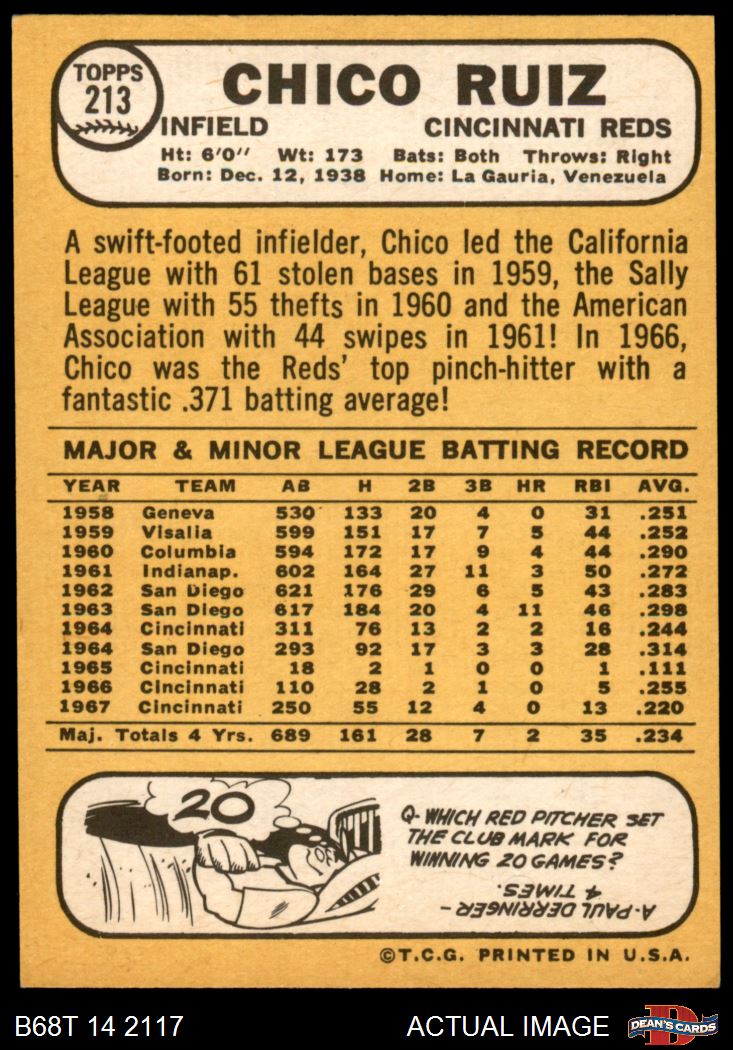 TOPPS
213
CHICO RUIZ
INFIELD CINCINNATI REDS
Ht: 6'0" Wt: 173 Bats: Both Throws: Right
Born: Dec. 12, 1938 Home: La Gauria, Venezuela
A swift-footed infielder, Chico led the California
League with 61 stolen bases in 1959, the Sally
League with 55 thefts in 1960 and the American
Association with 44 swipes in 1961! In 1966,
Chico was the Reds' top pinch-hitter with a
fantastic .371 batting average!
MAJOR & MINOR LEAGUE BATTING RECORD
YEAR TEAM AB H 2B 3B HR RBI AVG.
1958 Geneva 530 133 20 4 0 31 .251
1959 Visalia 599 151 17 7 5 44 .252
1960 Columbia 594 172 17 9 4 44 .290
1961 Indianap. 602 164 27 11 3 50 .272
1962 San Diego 621 176 29 6 5 43 .283
1963 San Diego 617 184 20 4 11 46 .298
1964 Cincinnati 311 76 13 2 2 16 .244
1964 San Diego 293 92 17 3 3 28 .314
1965 Cincinnati 18 2 1 0 0 1 .111
1966 Cincinnati 110 28 2 1 0 5 .255
1967 Cincinnati 250 55 12 4 0 13 .220
Maj. Totals 4 Yrs. 689 161 28 7 2 35 .234
20
Q- WHICH RED PITCHER SET
THE CLUB MARK FOR
WINNING 20 GAMES?
A-PAUL DERRINGER –
4 TIMES.
©T.C.G. PRINTED IN U.S.A.
B68T 14 2117 ACTUAL IMAGE
D
DEAN'S CARDS